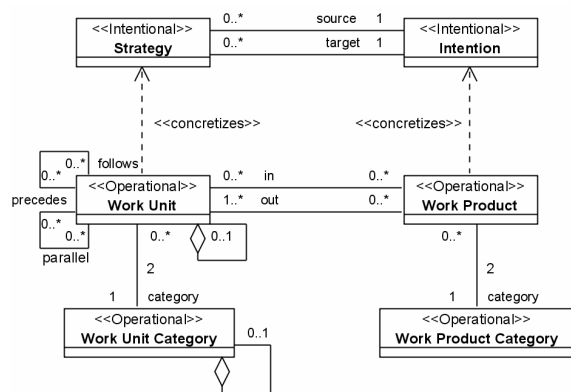 0..* source 1
<<Intentional>> <<Intentional>>
Strategy Intention
0..* target 1
<<concretizes>> <<concretizes>>
0..* follows
0..* 0..* in 0..*
<<Operational>> <<Operational>>
precedes Work Unit 1..* out 0..* Work Product
0..* 0..* 0..* 0..1 0..*
parallel
2 2
1 category 1 category
<<Operational>> <<Operational>>
Work Unit Category 0..1 Work Product Category